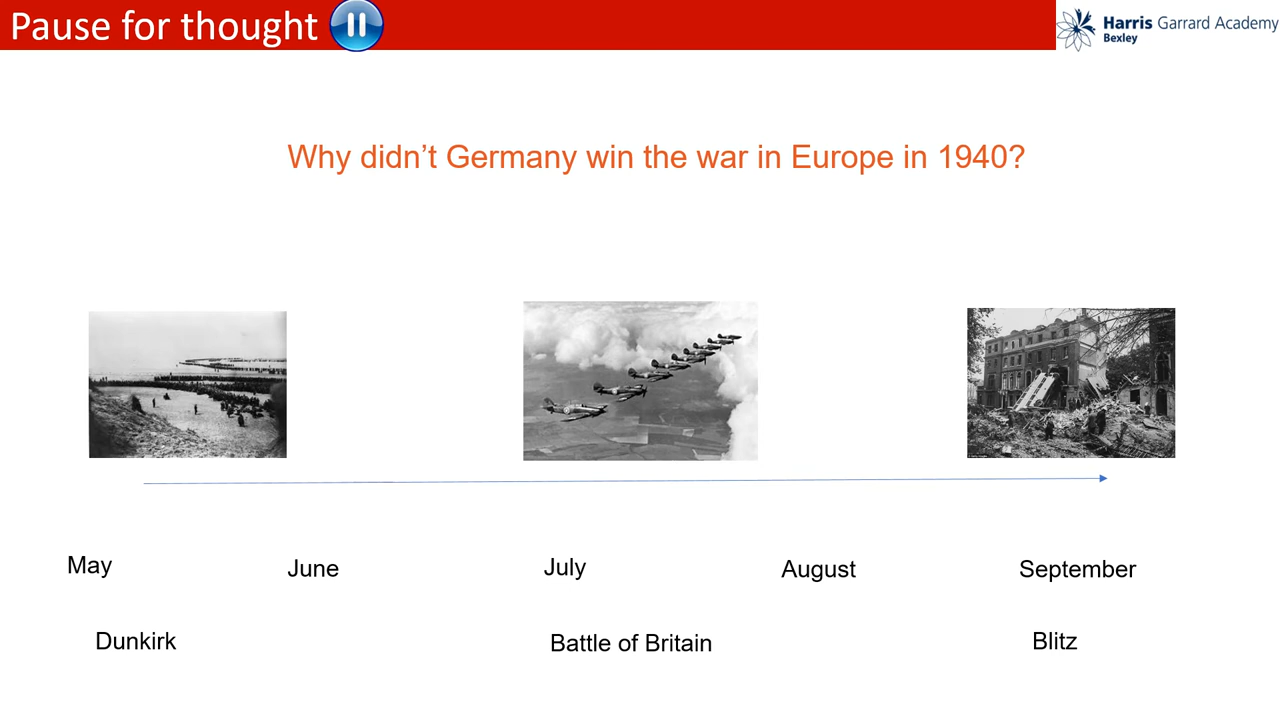 Pause for thought
Harris Garrard Academy
Bexley
Why didn't Germany win the war in Europe in 1940?
May
June
July
August
September
Dunkirk
Battle of Britain
Blitz